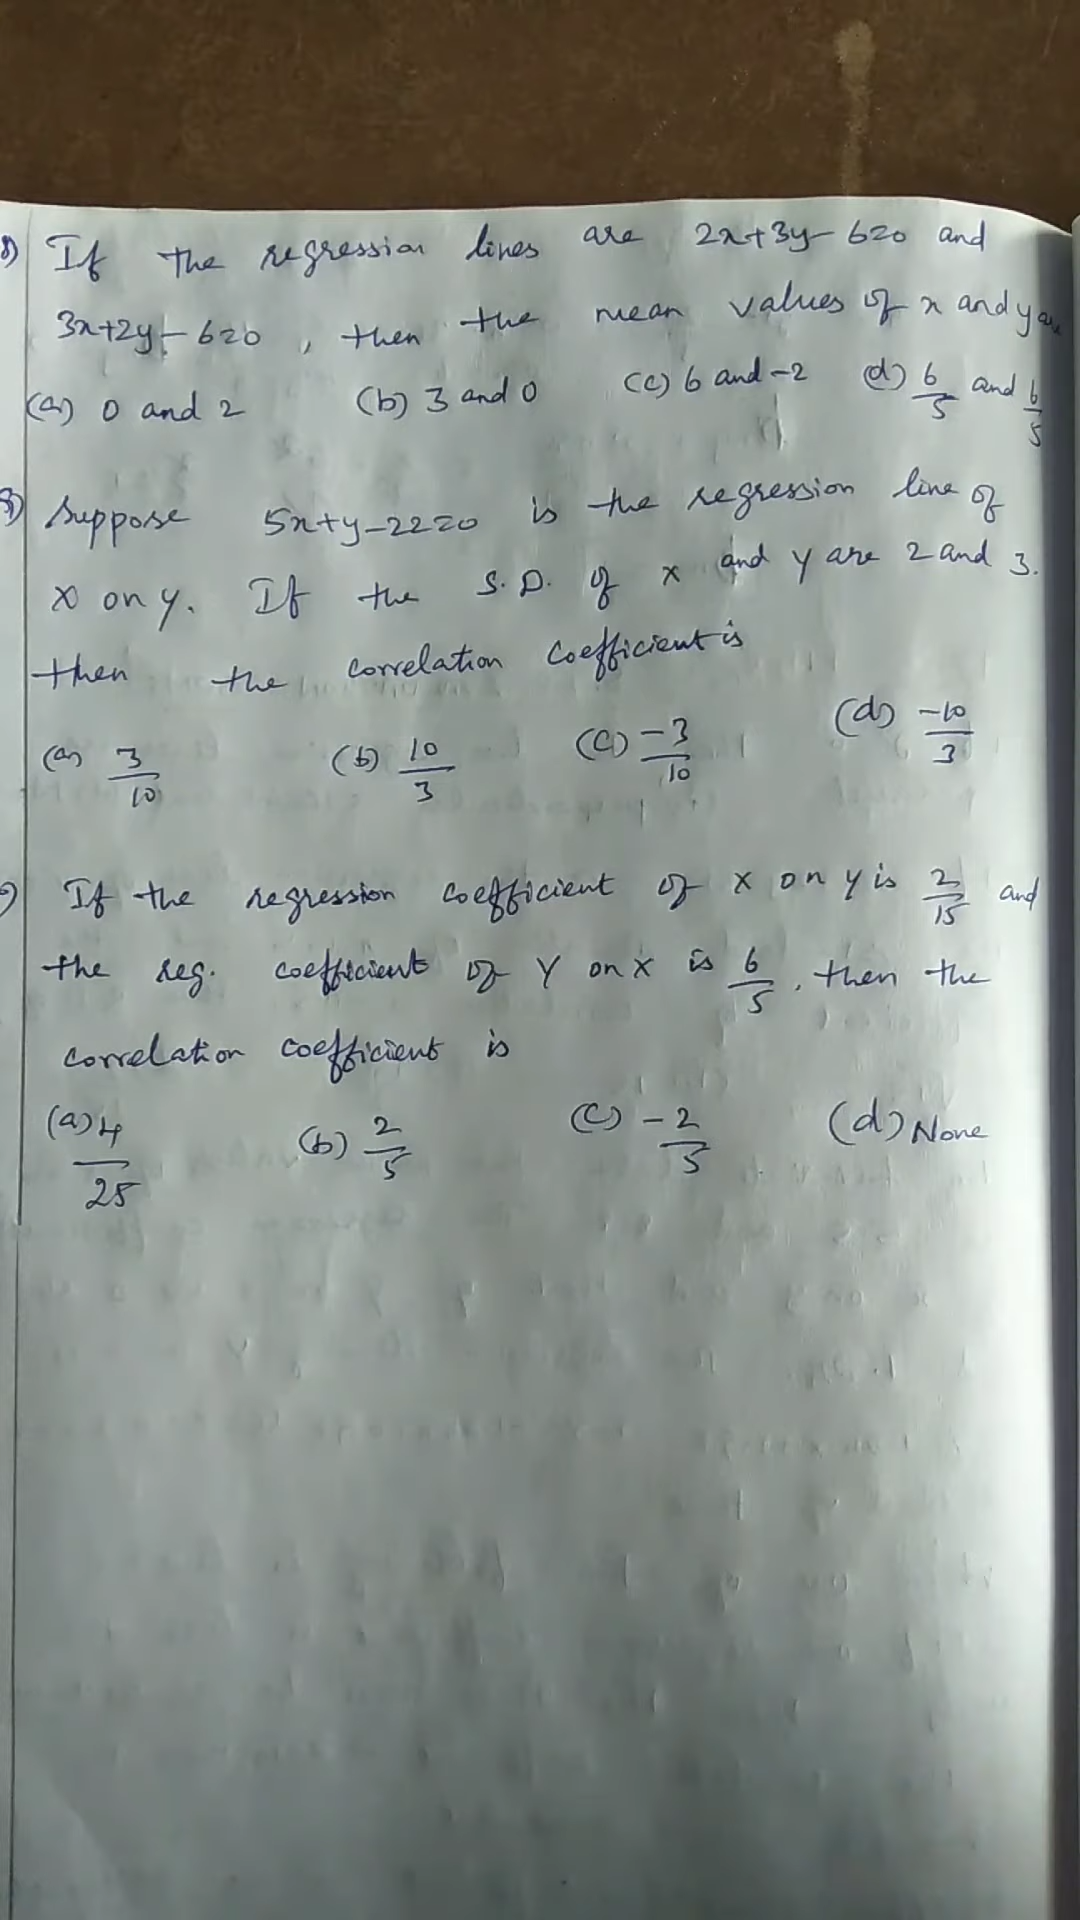 8) If the regression lines are 2x+3y-6=0 and
3x+2y-6=0, then the mean values of x and y are
(a) 0 and 2 (b) 3 and 0 (c) 6 and -2 (d) 6/5 and 6/5
8) Suppose 5x+y-22=0 is the regression line of
x on y. If the S.D. of x and y are 2 and 3.
then the correlation coefficient is
(a) 3/10 (b) 10/3 (c) -3/10 (d) -10/3
9) If the regression coefficient of x on y is 2/15 and
the reg. coefficient of Y on X is 6/5, then the
correlation coefficient is
(a) 4/25 (b) 2/5 (c) -2/5 (d) None